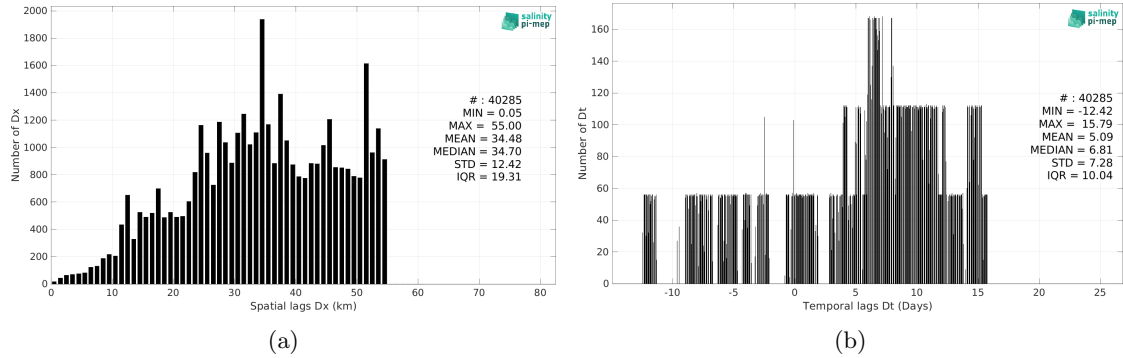 2000
1800
1600
1400
1200
1000
800
600
400
200
0
Number of Dx
0 10 20 30 40 50 60 70 80
Spatial lags Dx (km)
salinity
pi-mep
# : 40285
MIN = 0.05
MAX = 55.00
MEAN = 34.48
MEDIAN = 34.70
STD = 12.42
IQR = 19.31
(a)
160
140
120
100
80
60
40
20
0
Number of Dt
-10 -5 0 5 10 15 20 25
Temporal lags Dt (Days)
salinity
pi-mep
# : 40285
MIN = -12.42
MAX = 15.79
MEAN = 5.09
MEDIAN = 6.81
STD = 7.28
IQR = 10.04
(b)